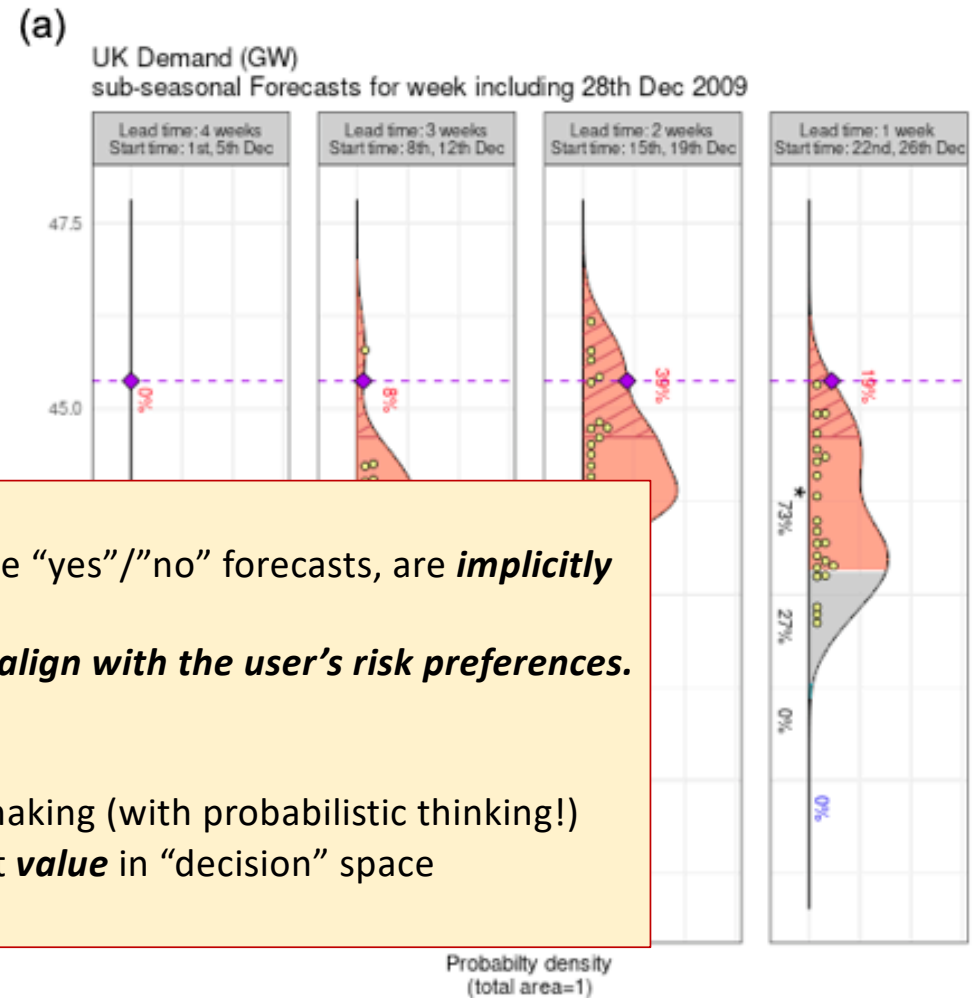 (a)
UK Demand (GW)
sub-seasonal Forecasts for week including 28th Dec 2009
Lead time: 4 weeks
Start time: 1st, 5th Dec
Lead time: 3 weeks
Start time: 8th, 12th Dec
Lead time: 2 weeks
Start time: 15th, 19th Dec
Lead time: 1 week
Start time: 22nd, 26th Dec
47.5
45.0
0%
8%
39%
19%
*
73%
27%
0%
0%
e “yes”/”no” forecasts, are implicitly
align with the user’s risk preferences.
naking (with probabilistic thinking!)
t value in “decision” space
Probabilty density
(total area=1)